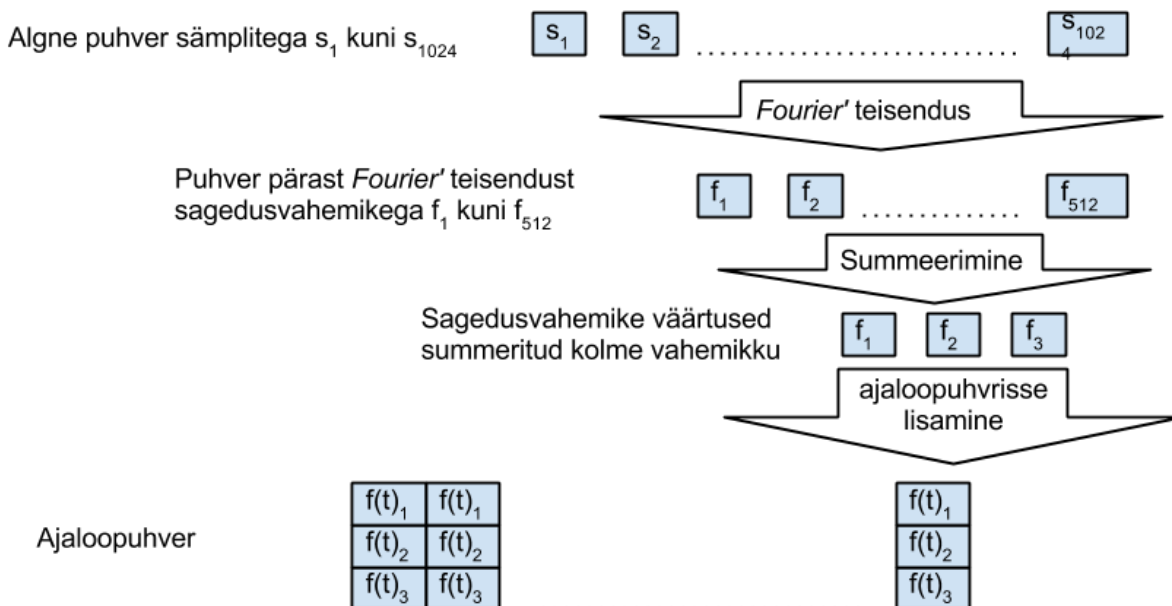 Algne puhver sämplitega s₁ kuni s₁₀₂₄
s₁ s₂ .............................. s₁₀₂₄
Fourier' teisendus
Puhver pärast Fourier' teisendust
sagedusvahemikega f₁ kuni f₅₁₂
f₁ f₂ ............... f₅₁₂
Summeerimine
Sagedusvahemike väärtused
summeritud kolme vahemikku
f₁ f₂ f₃
ajaloopuhvrisse
lisamine
Ajaloopuhver
f(t)₁ f(t)₁ f(t)₁
f(t)₂ f(t)₂ f(t)₂
f(t)₃ f(t)₃ f(t)₃